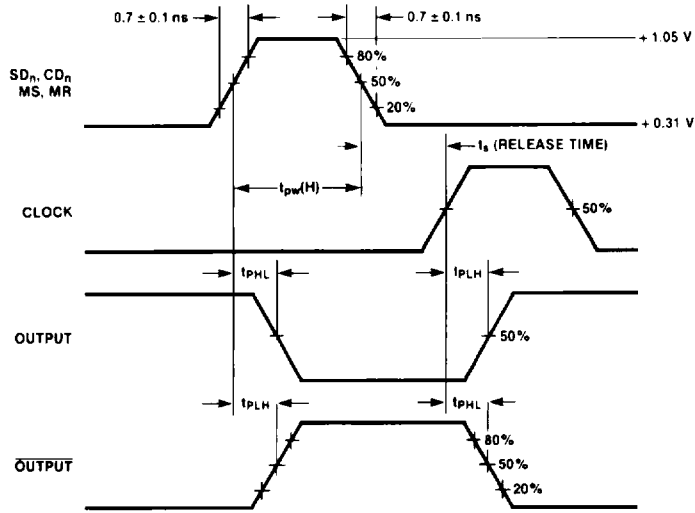 0.7 ± 0.1 ns
0.7 ± 0.1 ns
+ 1.05 V
SDn, CDn
MS, MR
80%
50%
20%
+ 0.31 V
ts (RELEASE TIME)
tpw(H)
CLOCK
50%
tPHL
tPLH
OUTPUT
50%
tPLH
tPHL
OUTPUT
80%
50%
20%